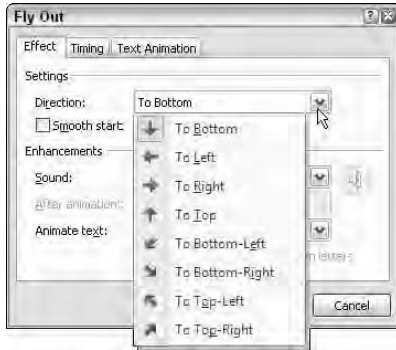 Fly Out
Effect Timing Text Animation
Settings
Direction: To Bottom
Smooth start
To Bottom
To Left
Enhancements
Sound:
To Right
After animation:
To Top
Animate text:
To Bottom-Left
letters
To Bottom-Right
To Top-Left
Cancel
To Top-Right